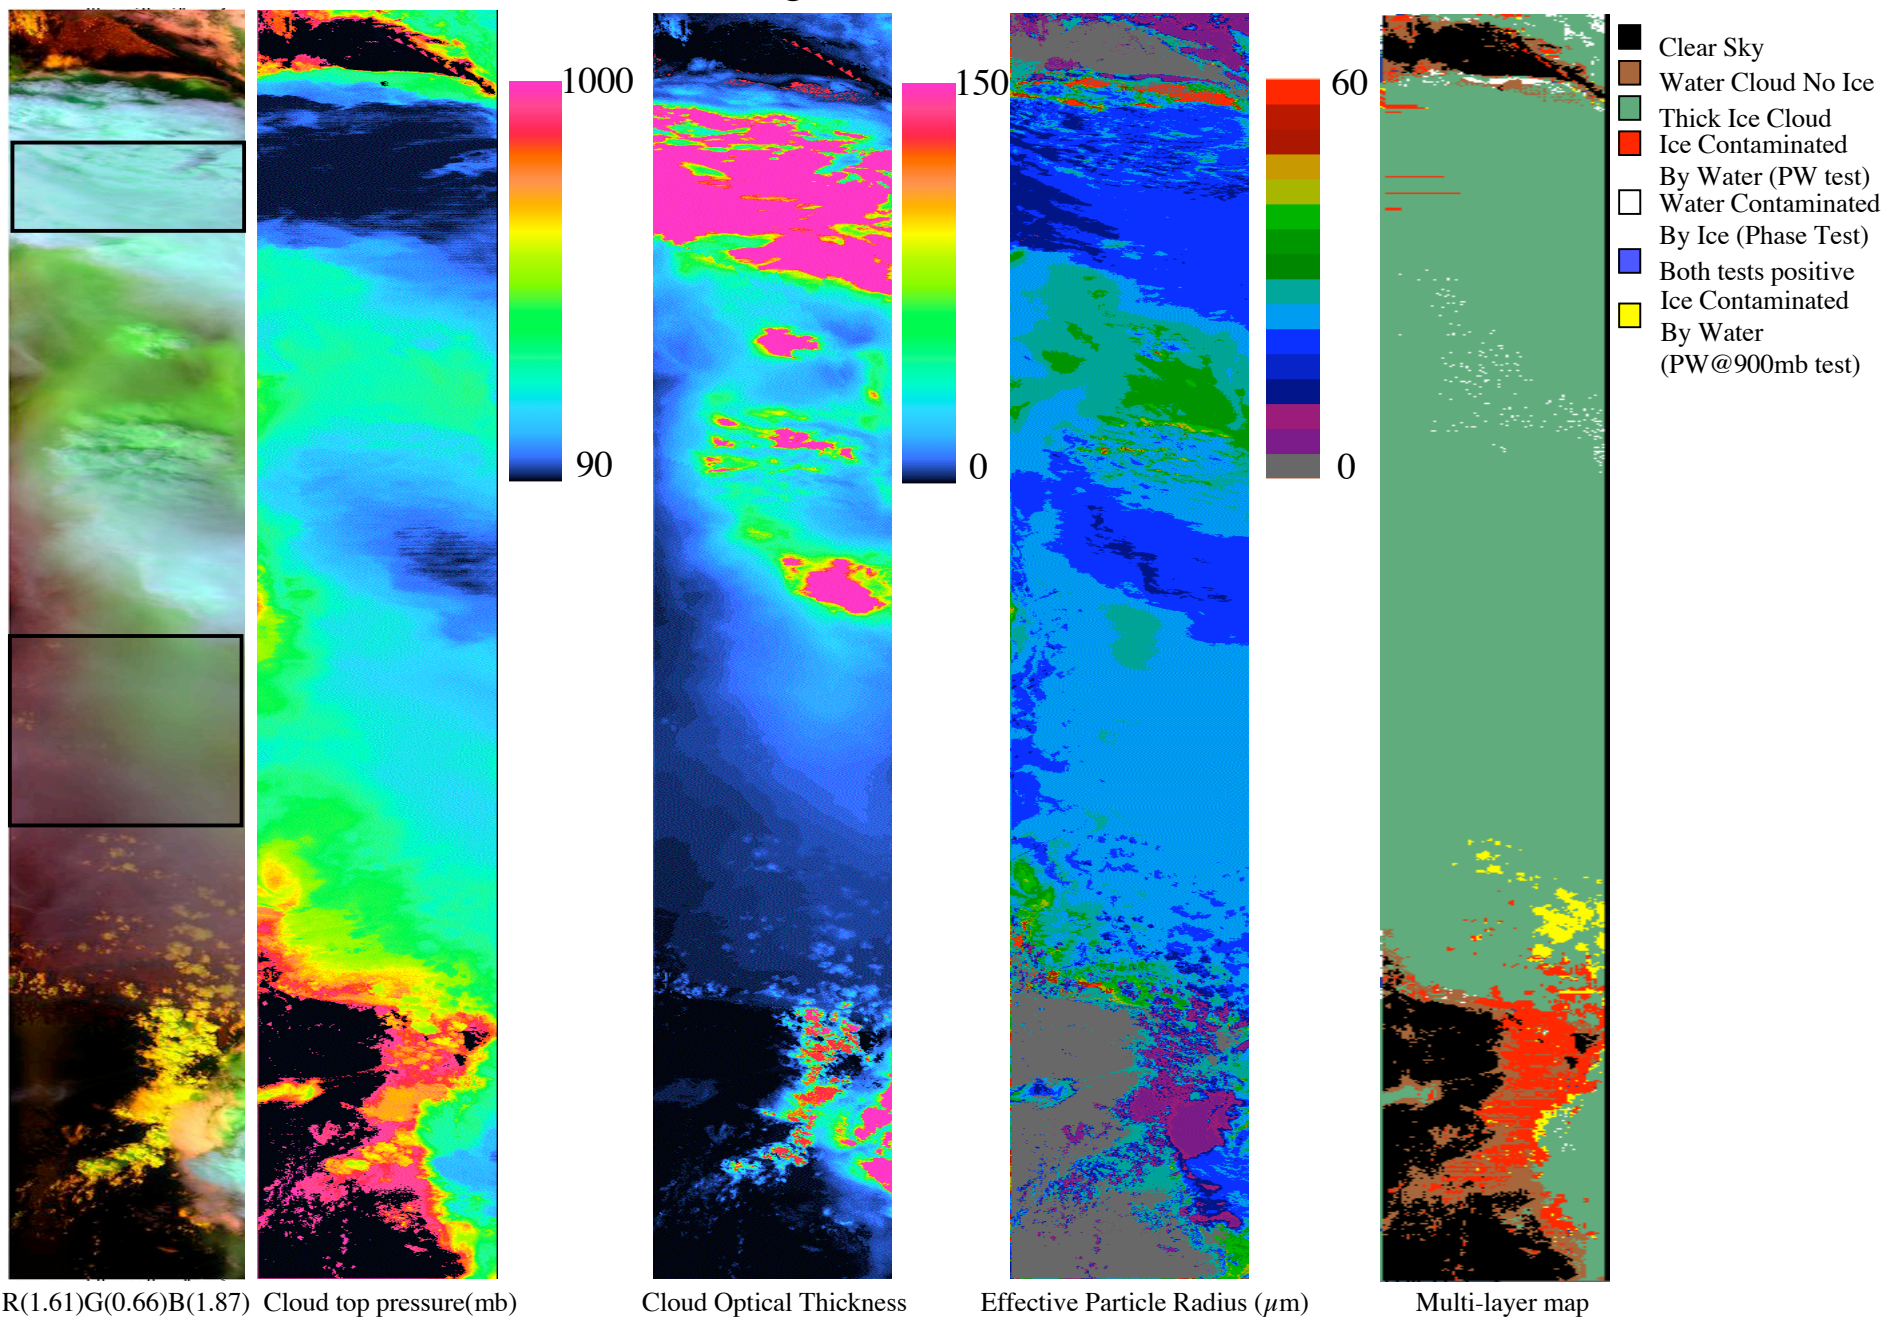 1000
90
150
0
60
0
Clear Sky
Water Cloud No Ice
Thick Ice Cloud
Ice Contaminated
By Water (PW test)
Water Contaminated
By Ice (Phase Test)
Both tests positive
Ice Contaminated
By Water
(PW@900mb test)
R(1.61)G(0.66)B(1.87)
Cloud top pressure(mb)
Cloud Optical Thickness
Effective Particle Radius (μm)
Multi-layer map